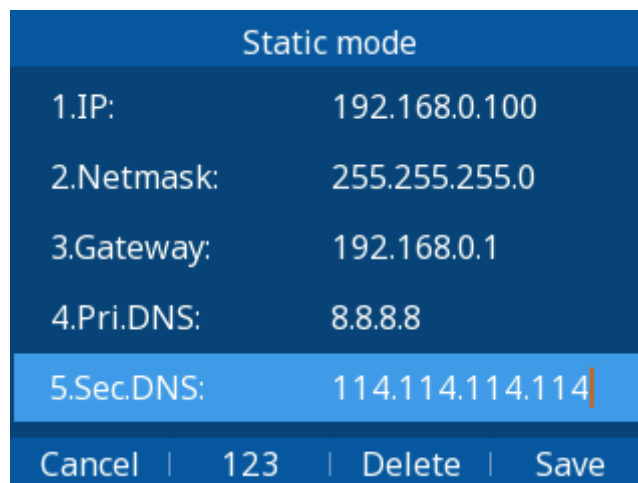 Static mode
1.IP: 192.168.0.100
2.Netmask: 255.255.255.0
3.Gateway: 192.168.0.1
4.Pri.DNS: 8.8.8.8
5.Sec.DNS: 114.114.114.114
Cancel | 123 | Delete | Save